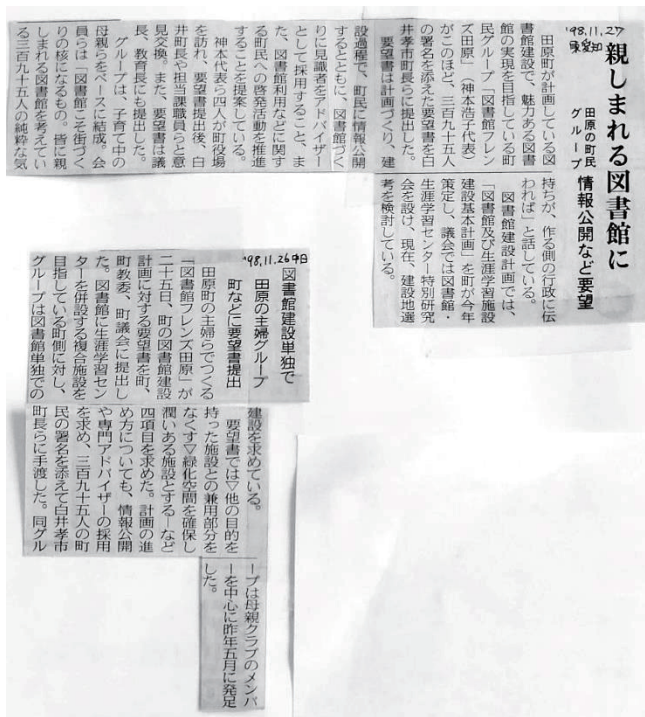 '98.11.27
東愛知
親しまれる図書館に
田原の町民
グループ
情報公開など要望
田原町が計画している図
書館建設で、魅力ある図書
館の実現を目指している町
民グループ「図書館フレン
ズ田原」（神本浩子代表）
がこのほど、三百九十五人
の署名を添えた要望書を白
井孝市町長らに提出した。
要望書は計画づくり、建
設過程で、町民に情報公開
するとともに、図書館づく
りに見識者をアドバイザー
として採用すること、ま
た、図書館利用などに関す
る町民への啓発活動を推進
することを提案している。
神本代表ら四人が町役場
を訪れ、要望書提出後、白
井町長や担当課職員らと意
見交換。また、要望書は議
長、教育長にも提出した。
グループは、子育て中の
母親らをベースに結成。会
員らは「図書館こそ街づく
りの核になるもの。皆に親
しまれる図書館を考えてい
る三百九十五人の純粋な気
持ちが、作る側の行政に伝
われば」と話している。
図書館建設計画では、
「図書館及び生涯学習施設
建設基本計画」を町が今年
策定し、議会では図書館・
生涯学習センター特別研究
会を設け、現在、建設地選
考を検討している。
'98.11.26中日
図書館建設単独で
田原の主婦グループ
町などに要望書提出
田原町の主婦らでつくる
「図書館フレンズ田原」が
二十五日、町の図書館建設
計画に対する要望書を町、
町教委、町議会に提出し
た。図書館に生涯学習セン
ターを併設する複合施設を
目指している町側に対し、
グループは図書館単独での
建設を求めている。
要望書では▽他の目的を
持った施設との兼用部分を
なくす▽緑化空間を確保し
潤いある施設とする―など
四項目を求めた。計画の進
め方についても、情報公開
や専門アドバイザーの採用
を求め、三百九十五人の町
民の署名を添えて白井孝市
町長らに手渡した。同グル
ープは母親クラブのメンバ
ーを中心に昨年五月に発足
した。